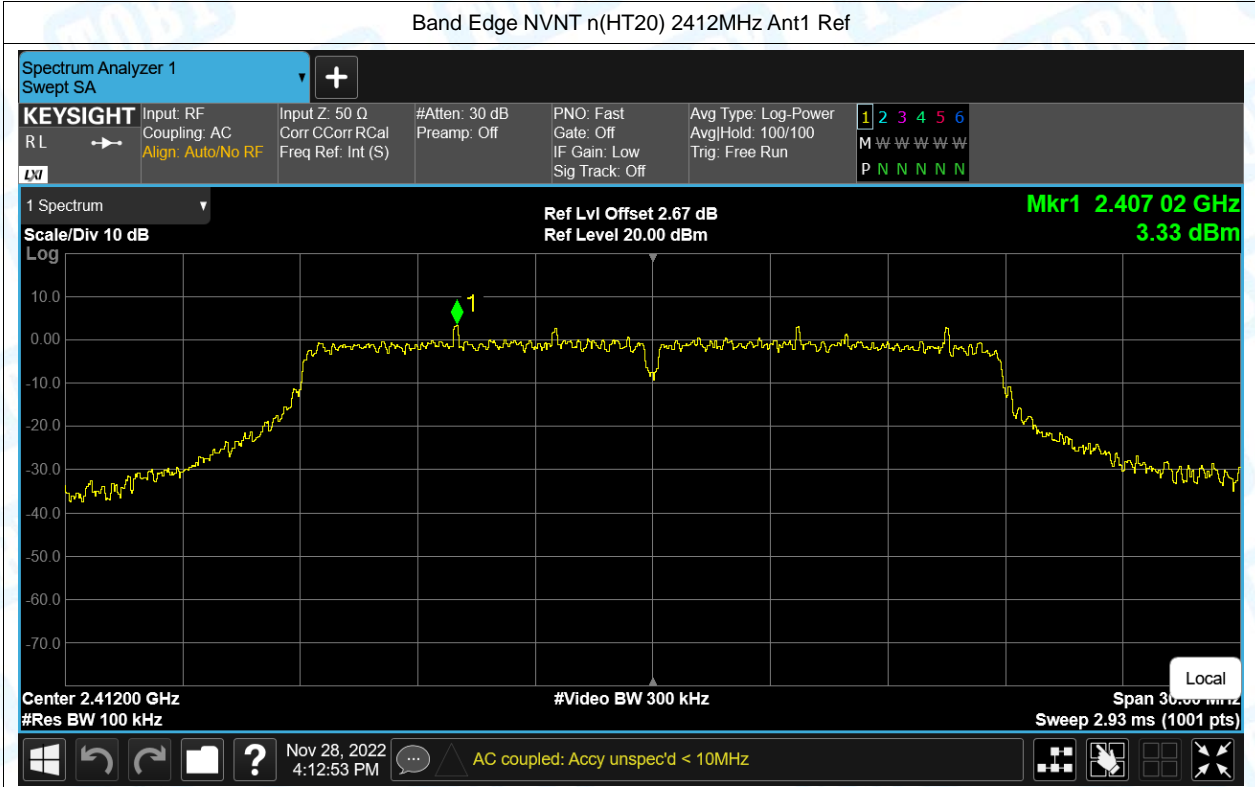 Band Edge NVNT n(HT20) 2412MHz Ant1 Ref
Spectrum Analyzer 1
Swept SA
KEYSIGHT
R L
LXI
Input: RF
Coupling: AC
Align: Auto/No RF
Input Z: 50 Ω
Corr CCorr RCal
Freq Ref: Int (S)
#Atten: 30 dB
Preamp: Off
PNO: Fast
Gate: Off
IF Gain: Low
Sig Track: Off
Avg Type: Log-Power
Avg|Hold: 100/100
Trig: Free Run
1 2 3 4 5 6
M W W W W W
P N N N N N
1 Spectrum
Scale/Div 10 dB
Log
Ref Lvl Offset 2.67 dB
Ref Level 20.00 dBm
Mkr1 2.407 02 GHz
3.33 dBm
1
10.0
0.00
-10.0
-20.0
-30.0
-40.0
-50.0
-60.0
-70.0
Local
Center 2.41200 GHz
#Video BW 300 kHz
Span 30.00 MHz
#Res BW 100 kHz
Sweep 2.93 ms (1001 pts)
?
Nov 28, 2022
4:12:53 PM
AC coupled: Accy unspec'd < 10MHz